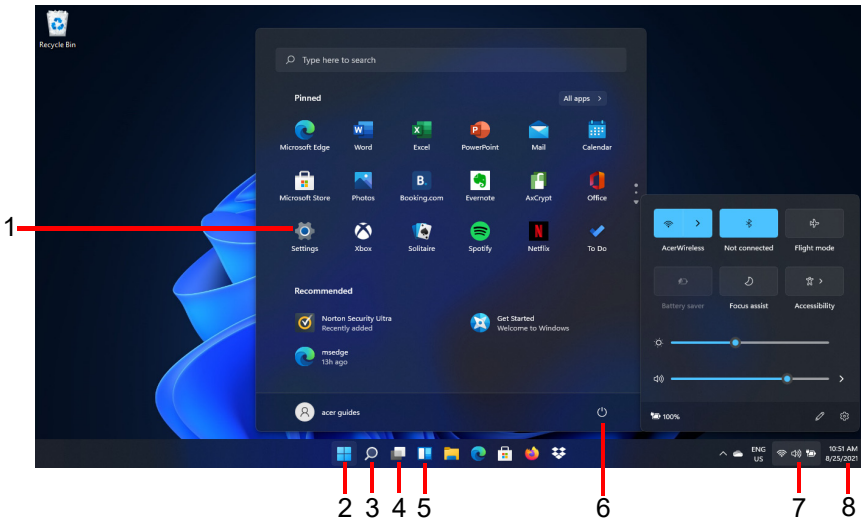 Recycle Bin
Type here to search
Pinned
All apps >
Microsoft Edge
Word
Excel
PowerPoint
Mail
Calendar
B.
Microsoft Store
Photos
Booking.com
Evernote
AxCrypt
Office
1
Settings
Xbox
Solitaire
Spotify
Netflix
To Do
AcerWireless
Not connected
Flight mode
Battery saver
Focus assist
Accessibility
Recommended
Norton Security Ultra
Recently added
Get Started
Welcome to Windows
msedge
13h ago
acer guides
100%
ENG
US
10:51 AM
8/25/2021
2 3 4 5 6 7 8